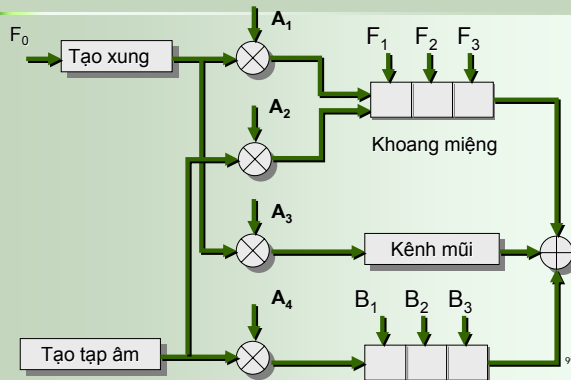 A₁
F₀
Tạo xung
F₁ F₂ F₃
A₂
Khoang miệng
A₃
Kênh mũi
A₄
B₁ B₂ B₃
Tạo tạp âm